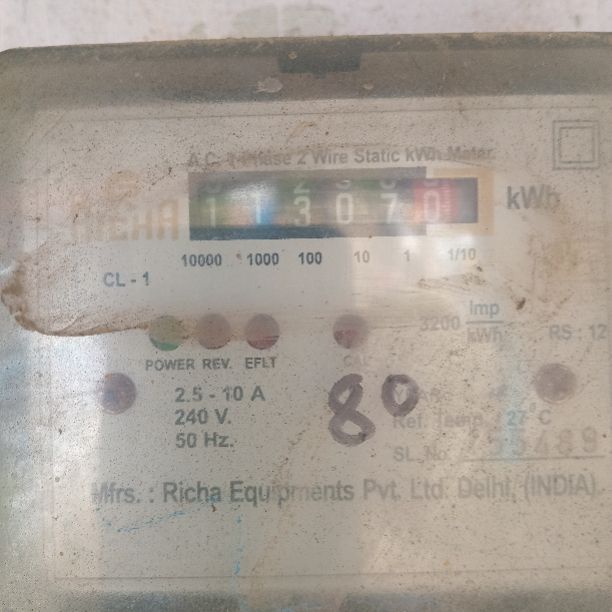 A.C. 1-Phase 2 Wire Static kWh Meter
RICHA
1 1 3 0 7 0 kWh
10000 1000 100 10 1 1/10
CL - 1
3200 Imp/kWh
RS : 12
POWER REV. EFLT CAL
2.5 - 10 A
240 V.
50 Hz.
80
Ref. Temp. 27°C
SL. No.
Mfrs. : Richa Equipments Pvt. Ltd. Delhi, (INDIA).